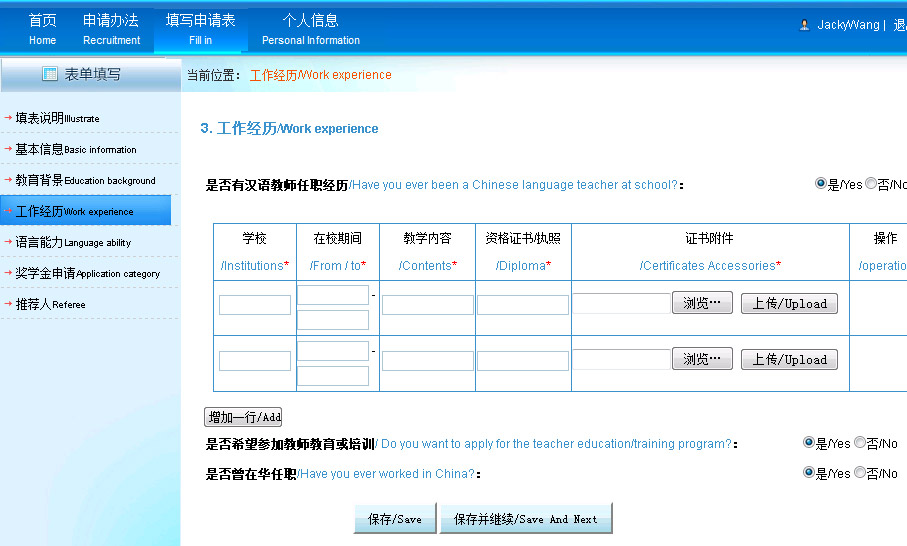 首页 申请办法 填写申请表 个人信息
Home Recruitment Fill in Personal Information
JackyWang |
表单填写
当前位置： 工作经历/Work experience
填表说明Illustrate
基本信息Basic information
教育背景Education background
工作经历Work experience
语言能力Language ability
奖学金申请Application category
推荐人Referee
3. 工作经历/Work experience
是否有汉语教师任职经历/Have you ever been a Chinese language teacher at school?： 是/Yes 否/No
学校 在校期间 教学内容 资格证书/执照 证书附件 操作
/Institutions* /From / to* /Contents* /Diploma* /Certificates Accessories* /operatio
- 浏览… 上传/Upload
- 浏览… 上传/Upload
增加一行/Add
是否希望参加教师教育或培训/ Do you want to apply for the teacher education/training program?： 是/Yes 否/No
是否曾在华任职/Have you ever worked in China?： 是/Yes 否/No
保存/Save 保存并继续/Save And Next